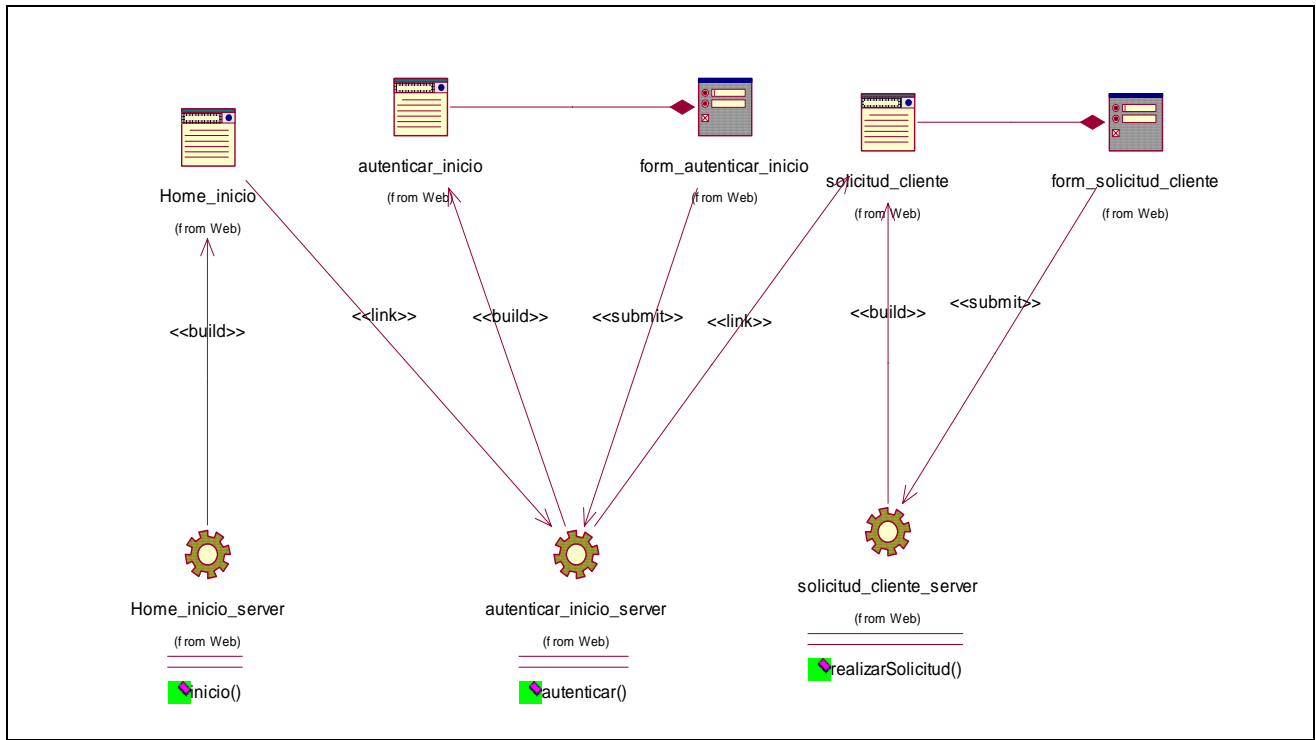 autenticar_inicio
(from Web)
form_autenticar_inicio
(from Web)
solicitud_cliente
(from Web)
form_solicitud_cliente
(from Web)
Home_inicio
(from Web)
<<build>>
<<link>>
<<build>>
<<submit>>
<<link>>
<<build>>
<<submit>>
Home_inicio_server
(from Web)
inicio()
autenticar_inicio_server
(from Web)
autenticar()
solicitud_cliente_server
(from Web)
realizarSolicitud()